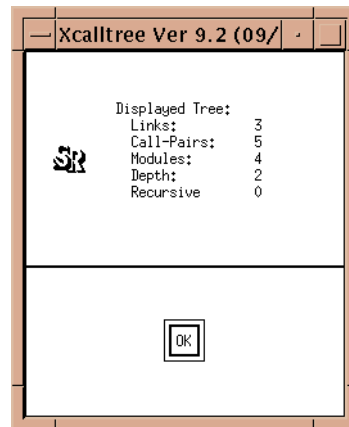 Xcalltree Ver 9.2 (09/
Displayed Tree:
Links: 3
Call-Pairs: 5
Modules: 4
Depth: 2
Recursive 0
SR
OK